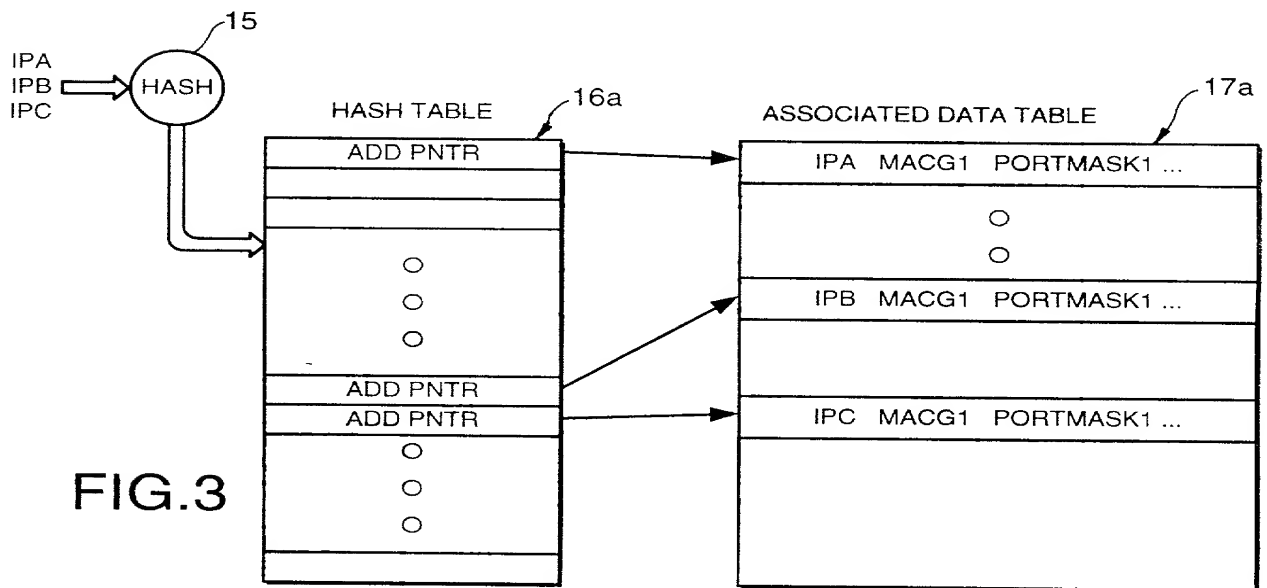 15
IPA
IPB
IPC
HASH
HASH TABLE
16a
ADD PNTR
ADD PNTR
ADD PNTR
ASSOCIATED DATA TABLE
17a
IPA MACG1 PORTMASK1 ...
IPB MACG1 PORTMASK1 ...
IPC MACG1 PORTMASK1 ...
FIG.3